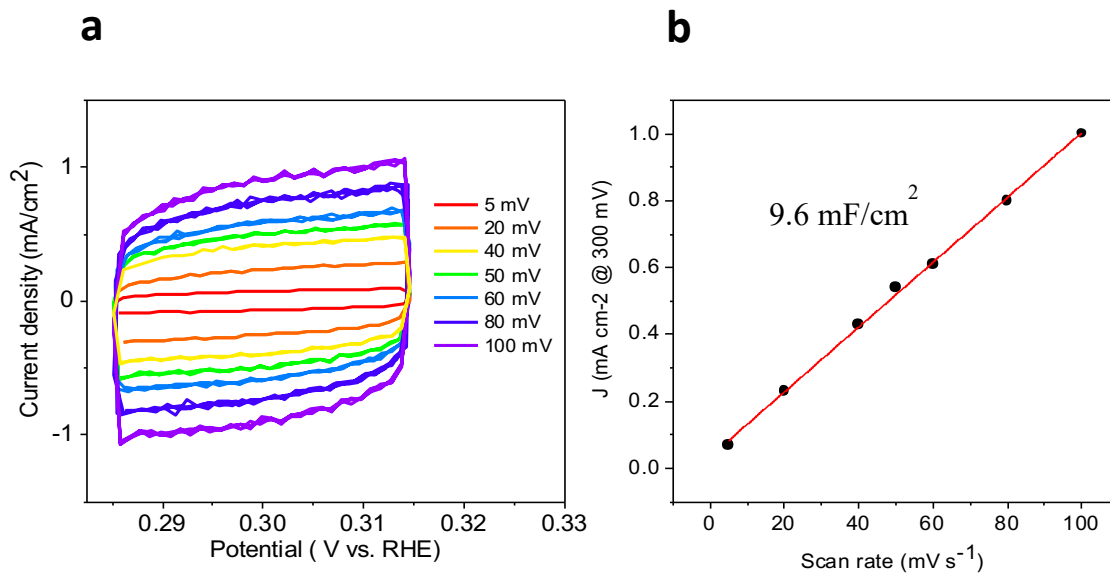 a
1
0
-1
Current density (mA/cm²)
0.29 0.30 0.31 0.32 0.33
Potential ( V vs. RHE)
5 mV
20 mV
40 mV
50 mV
60 mV
80 mV
100 mV
b
1.0
0.8
0.6
0.4
0.2
0.0
J (mA cm-2 @ 300 mV)
9.6 mF/cm²
0 20 40 60 80 100
Scan rate (mV s⁻¹)